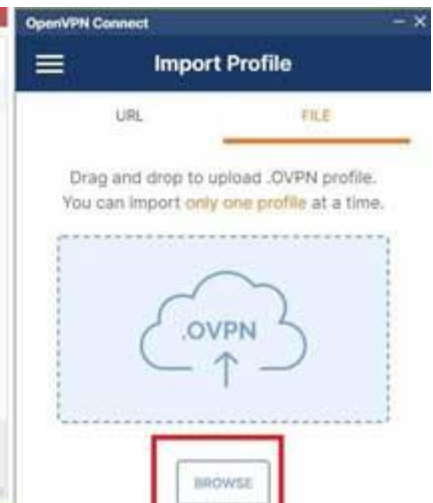 OpenVPN Connect
Import Profile
URL
FILE
Drag and drop to upload .OVPN profile.
You can import only one profile at a time.
.OVPN
BROWSE